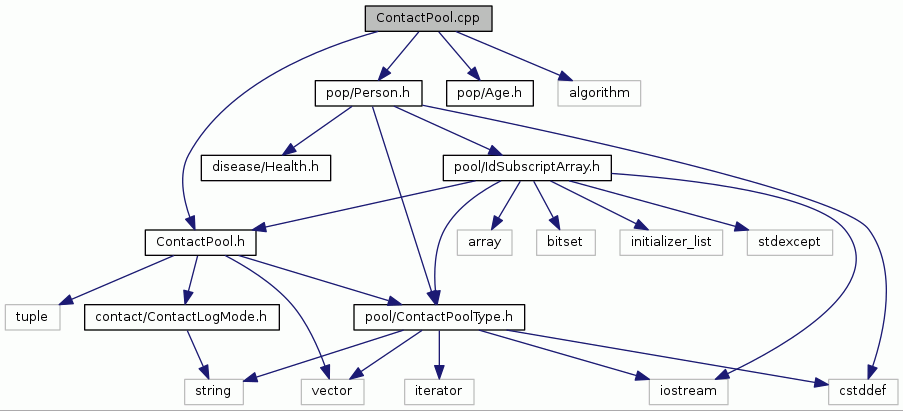 ContactPool.cpp
pop/Person.h
pop/Age.h
algorithm
disease/Health.h
pool/IdSubscriptArray.h
ContactPool.h
array
bitset
initializer_list
stdexcept
tuple
contact/ContactLogMode.h
pool/ContactPoolType.h
string
vector
iterator
iostream
cstddef